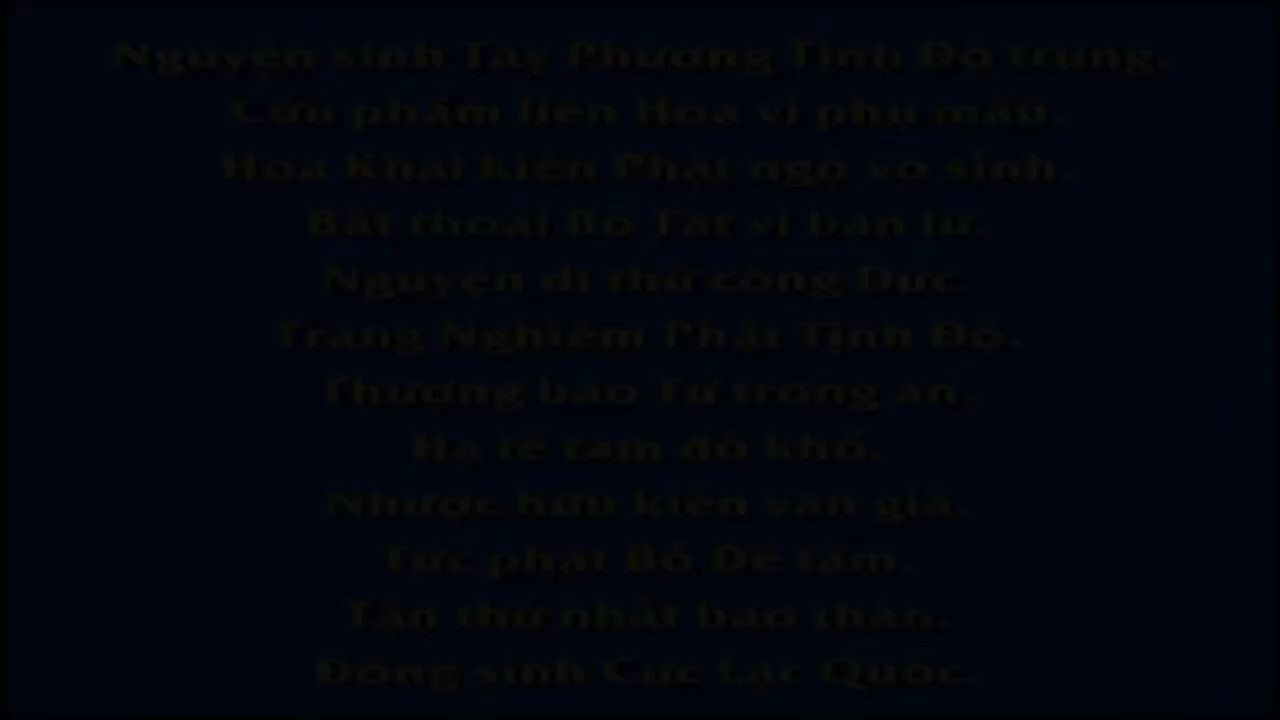 Nguyện sinh Tây Phương Tịnh Độ trung.
Cửu phẩm liên Hoa vi phụ mẫu.
Hoa Khai kiến Phật ngộ vô sinh.
Bất thoái Bồ Tát vi bạn lữ.
Nguyện dĩ thử công Đức.
Trang Nghiêm Phật Tịnh Độ.
Thượng báo Tứ trọng ân.
Hạ tế tam đồ khổ.
Nhược hữu kiến văn giả.
Tức phát Bồ Đề tâm.
Tận thử nhất báo thân.
Đồng sinh Cực Lạc Quốc.